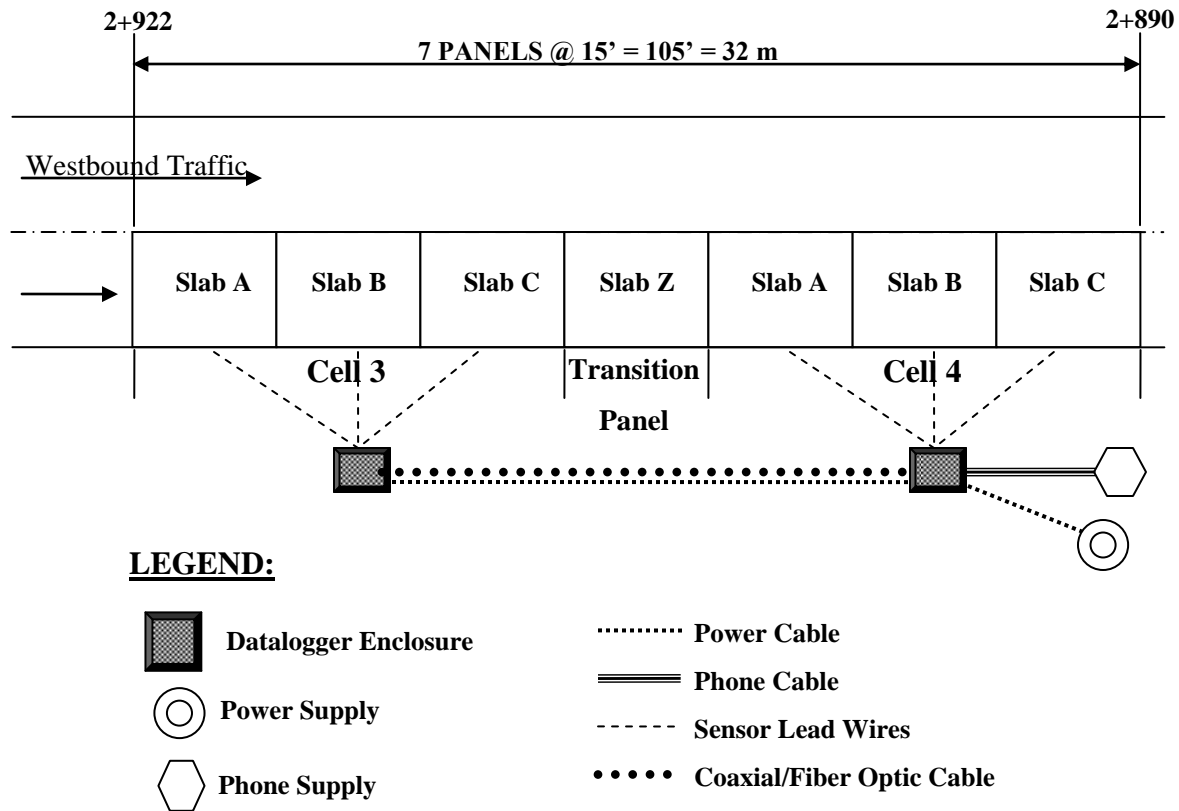 2+922
2+890
7 PANELS @ 15’ = 105’ = 32 m
Westbound Traffic
Slab A
Slab B
Slab C
Slab Z
Slab A
Slab B
Slab C
Cell 3
Transition
Panel
Cell 4
LEGEND:
Datalogger Enclosure
Power Supply
Phone Supply
Power Cable
Phone Cable
Sensor Lead Wires
Coaxial/Fiber Optic Cable